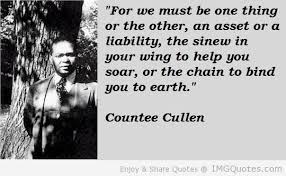 "For we must be one thing
or the other, an asset or a
liability, the sinew in
your wing to help you
soar, or the chain to bind
you to earth."
Countee Cullen
Enjoy & Share Quotes @ IMGQuotes.com